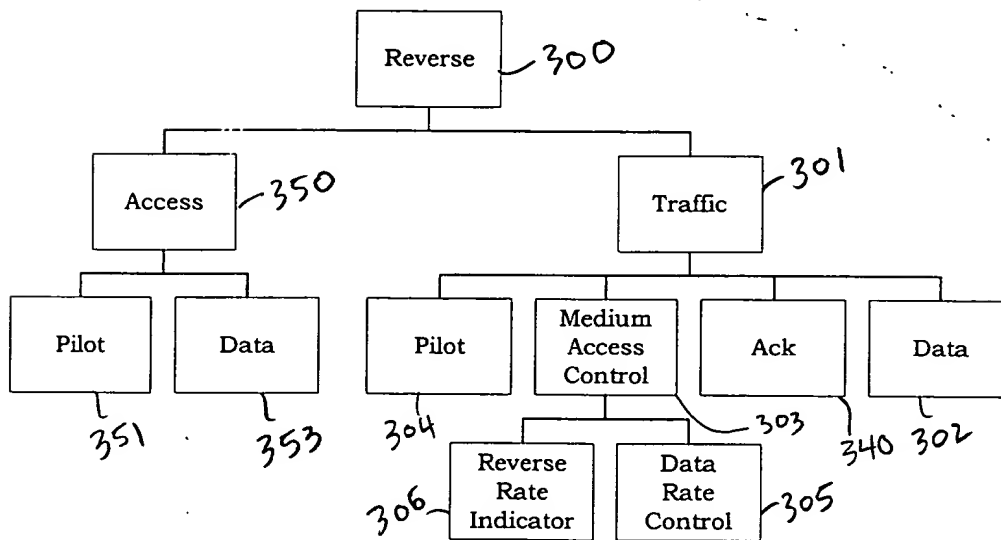 Reverse
300
Access
350
Traffic
301
Pilot
351
Data
353
Pilot
304
Medium
Access
Control
303
Ack
340
Data
302
Reverse
Rate
Indicator
306
Data
Rate
Control
305